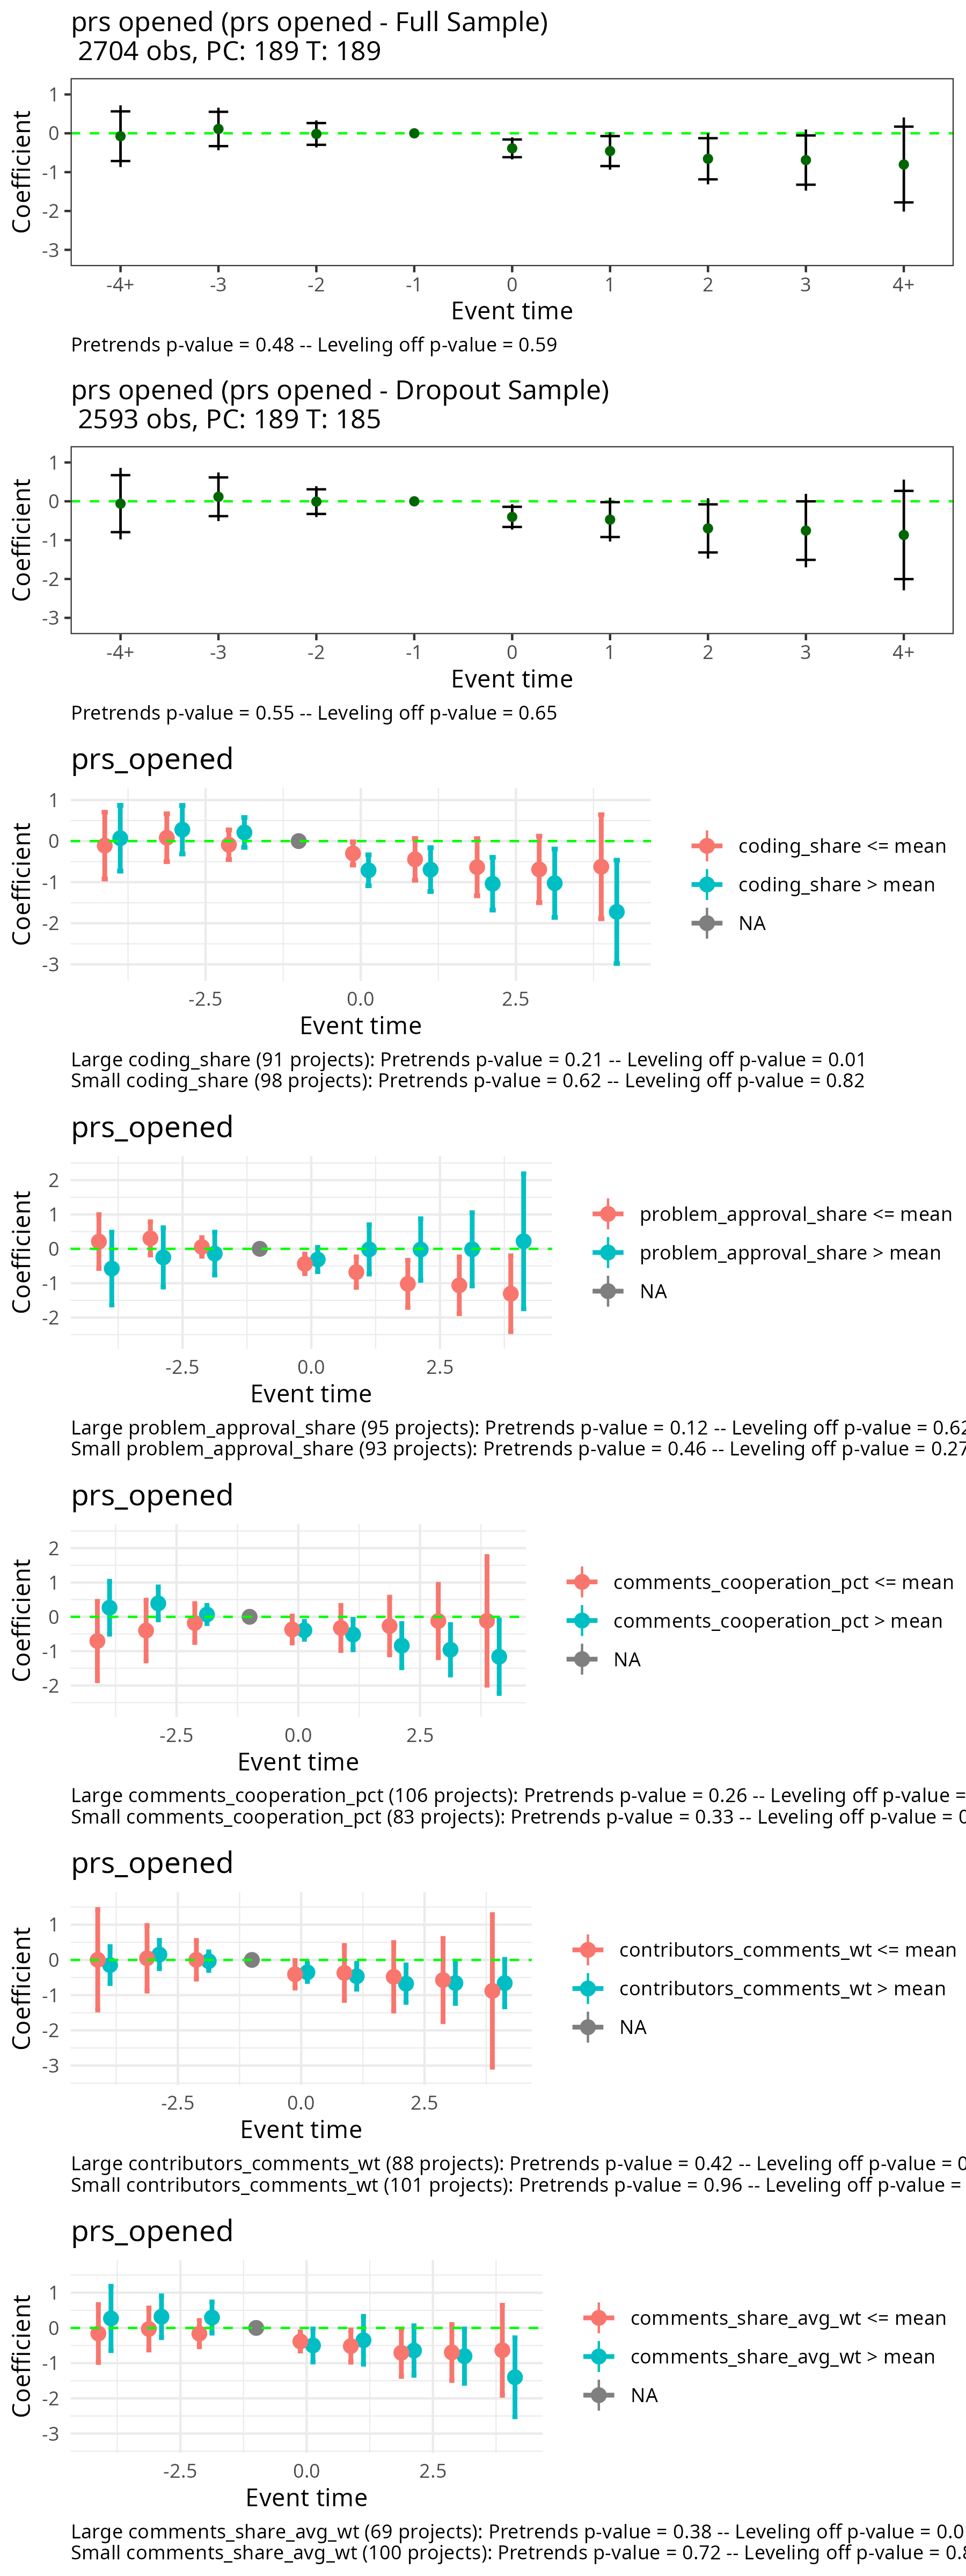 prs opened (prs opened - Full Sample)
2704 obs, PC: 189 T: 189
Coefficient
1
0
-1
-2
-3
-4+ -3 -2 -1 0 1 2 3 4+
Event time
Pretrends p-value = 0.48 -- Leveling off p-value = 0.59
prs opened (prs opened - Dropout Sample)
2593 obs, PC: 189 T: 185
Coefficient
1
0
-1
-2
-3
-4+ -3 -2 -1 0 1 2 3 4+
Event time
Pretrends p-value = 0.55 -- Leveling off p-value = 0.65
prs_opened
Coefficient
1
0
-1
-2
-3
-2.5 0.0 2.5
Event time
coding_share <= mean
coding_share > mean
NA
Large coding_share (91 projects): Pretrends p-value = 0.21 -- Leveling off p-value = 0.01
Small coding_share (98 projects): Pretrends p-value = 0.62 -- Leveling off p-value = 0.82
prs_opened
Coefficient
2
1
0
-1
-2
-2.5 0.0 2.5
Event time
problem_approval_share <= mean
problem_approval_share > mean
NA
Large problem_approval_share (95 projects): Pretrends p-value = 0.12 -- Leveling off p-value = 0.62
Small problem_approval_share (93 projects): Pretrends p-value = 0.46 -- Leveling off p-value = 0.27
prs_opened
Coefficient
2
1
0
-1
-2
-2.5 0.0 2.5
Event time
comments_cooperation_pct <= mean
comments_cooperation_pct > mean
NA
Large comments_cooperation_pct (106 projects): Pretrends p-value = 0.26 -- Leveling off p-value =
Small comments_cooperation_pct (83 projects): Pretrends p-value = 0.33 -- Leveling off p-value = 0
prs_opened
Coefficient
1
0
-1
-2
-3
-2.5 0.0 2.5
Event time
contributors_comments_wt <= mean
contributors_comments_wt > mean
NA
Large contributors_comments_wt (88 projects): Pretrends p-value = 0.42 -- Leveling off p-value = 0
Small contributors_comments_wt (101 projects): Pretrends p-value = 0.96 -- Leveling off p-value =
prs_opened
Coefficient
1
0
-1
-2
-3
-2.5 0.0 2.5
Event time
comments_share_avg_wt <= mean
comments_share_avg_wt > mean
NA
Large comments_share_avg_wt (69 projects): Pretrends p-value = 0.38 -- Leveling off p-value = 0.0
Small comments_share_avg_wt (100 projects): Pretrends p-value = 0.72 -- Leveling off p-value = 0.8